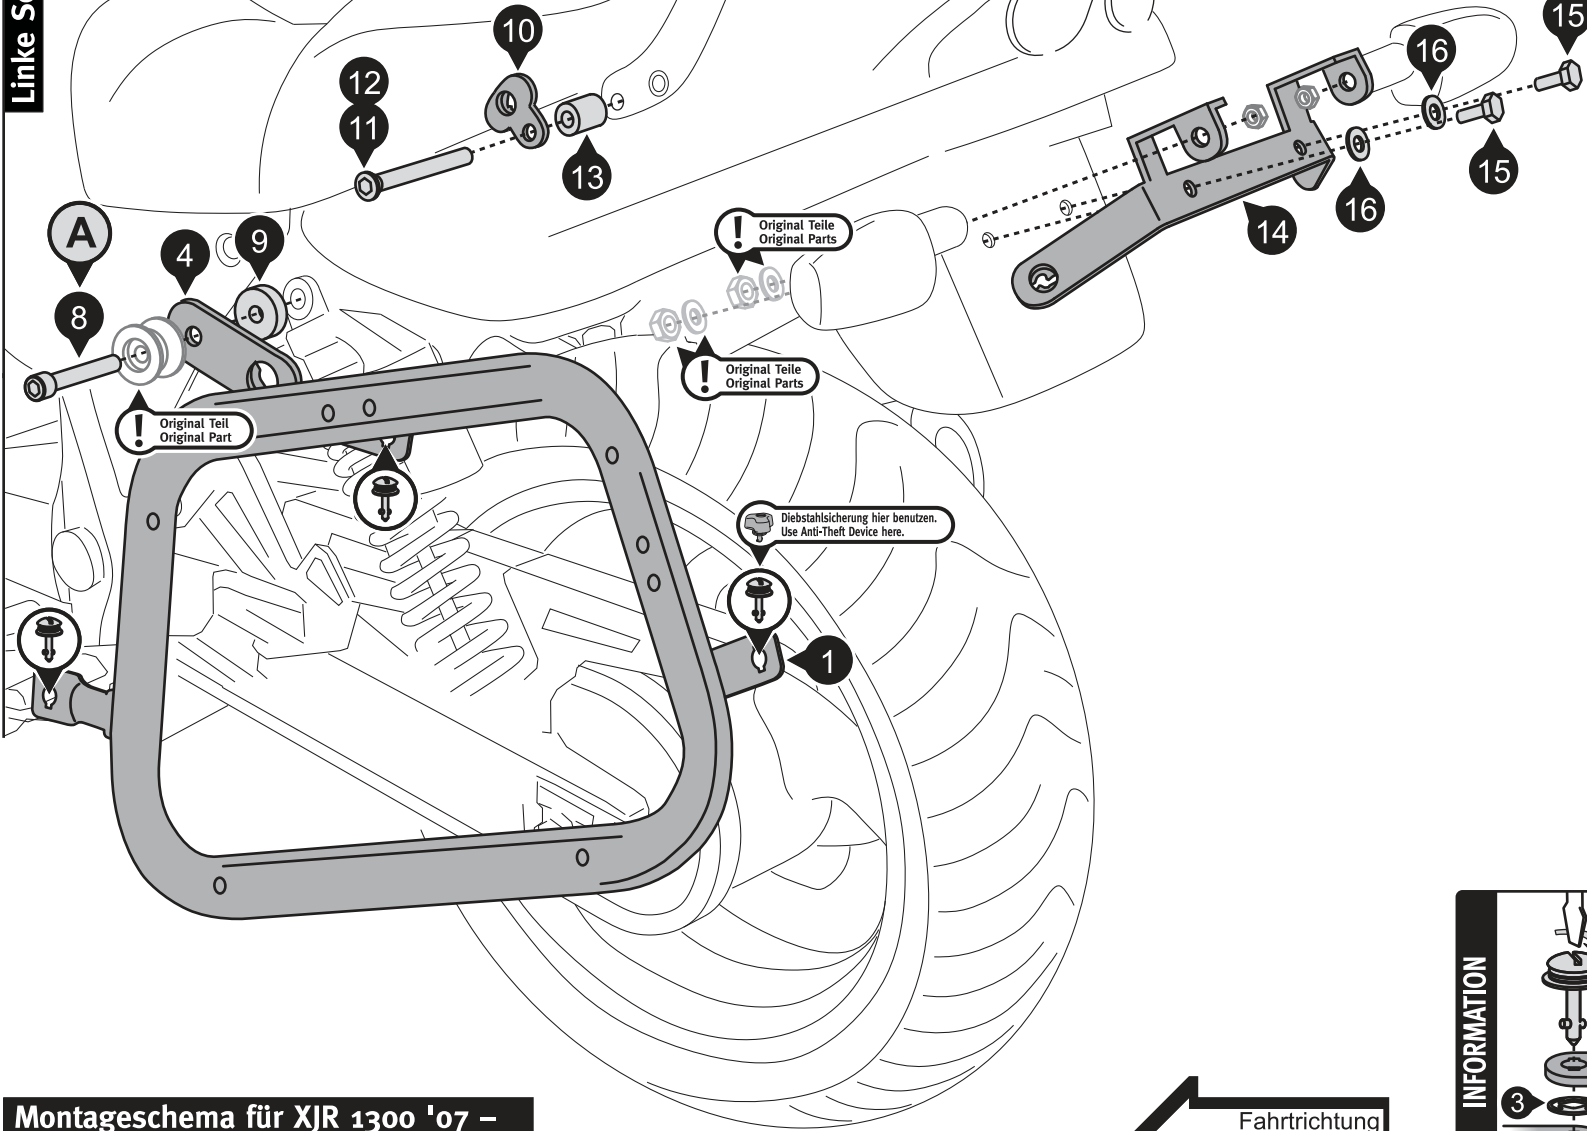 Linke
10
12
11
13
A
4
9
8
! Original Teil
Original Part
! Original Teile
Original Parts
! Original Teile
Original Parts
15
16
15
16
14
Diebstahlsicherung hier benutzen.
Use Anti-Theft Device here.
1
INFORMATION
3
Fahrtrichtung
Montageschema für XJR 1300 '07 –